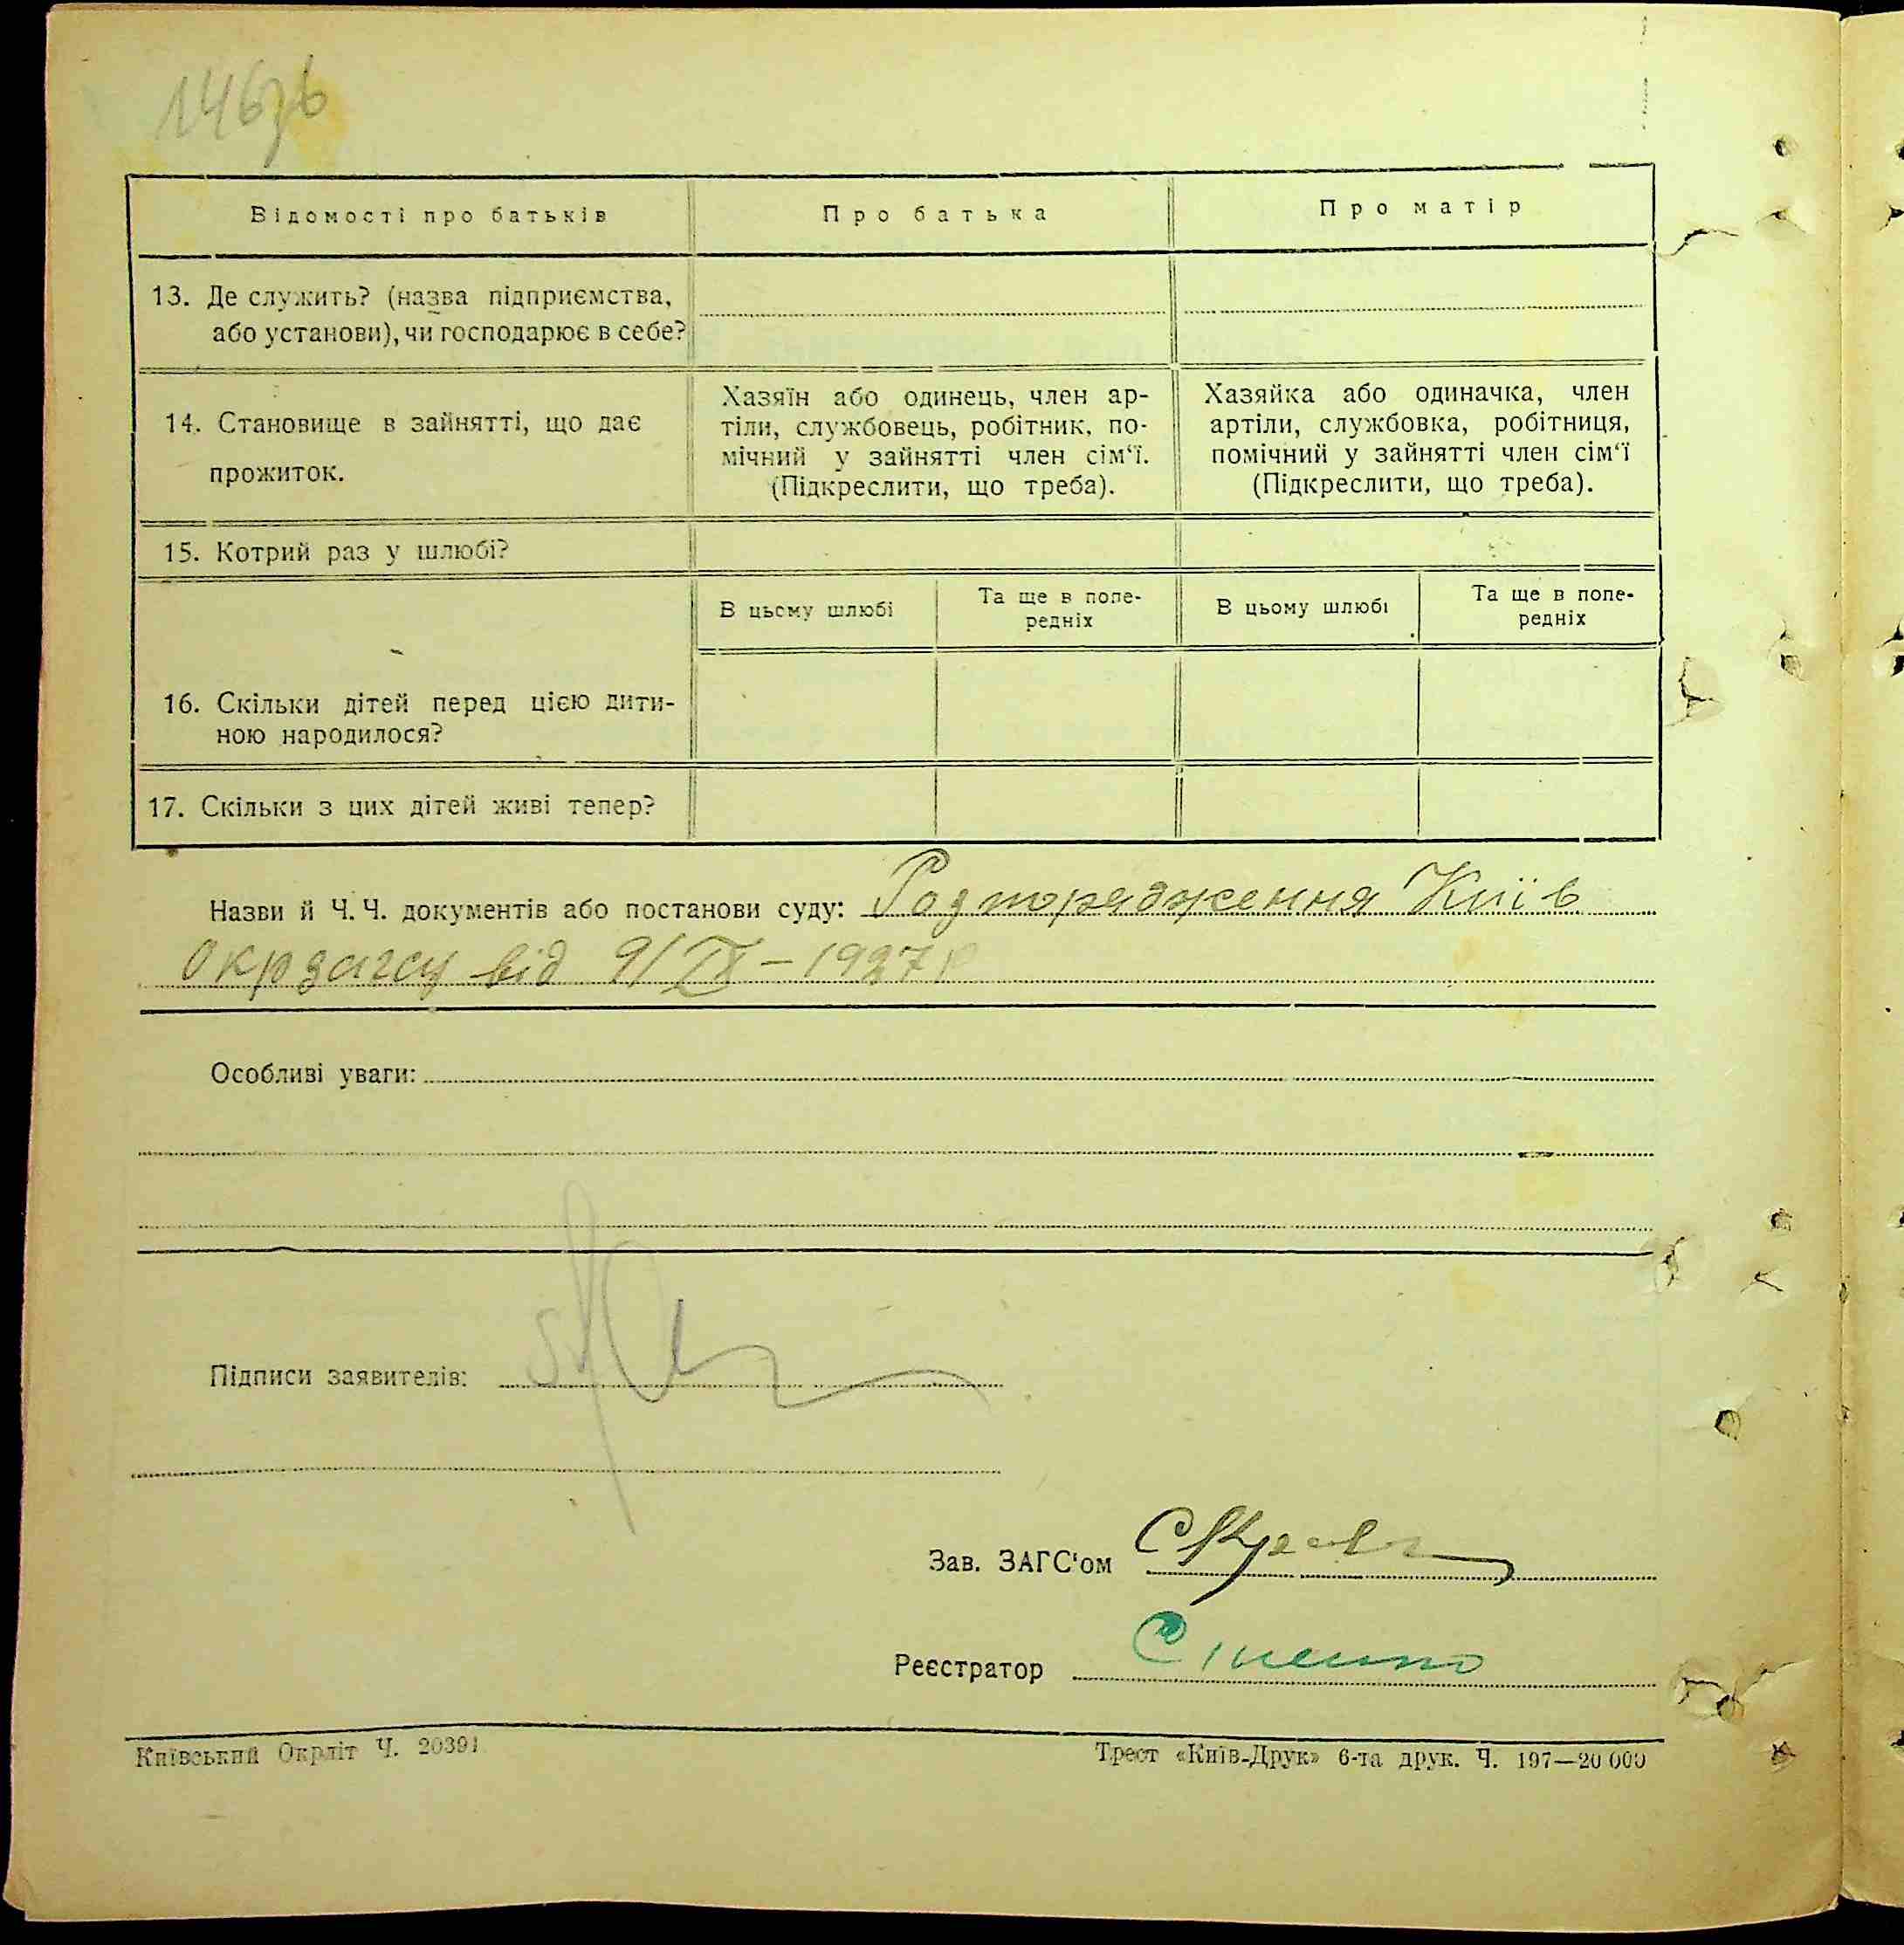 146зв
Відомості про батьків
Про батька
Про матір
13. Де служить? (назва підприємства,
або установи), чи господарює в себе?
14. Становище в зайнятті, що дає
прожиток.
Хазяїн або одинець, член ар-
тіли, службовець, робітник, по-
мічний у зайнятті член сім‘ї.
(Підкреслити, що треба).
Хазяйка або одиначка, член
артіли, службовка, робітниця,
помічний у зайнятті член сім‘ї
(Підкреслити, що треба).
15. Котрий раз у шлюбі?
В цьому шлюбі
Та ще в попе-
редніх
В цьому шлюбі
Та ще в попе-
редніх
16. Скільки дітей перед цією дити-
ною народилося?
17. Скільки з цих дітей живі тепер?
Назви й Ч. Ч. документів або постанови суду: Розпорядження Київ
Окрзагсу від 9/IX – 1927р
Особливі уваги:
Підписи заявителів:
Зав. ЗАГС‘ом
Реєстратор
Київський Окрліт Ч. 20391
Трест «Київ-Друк» 6-та друк. Ч. 197—20 000